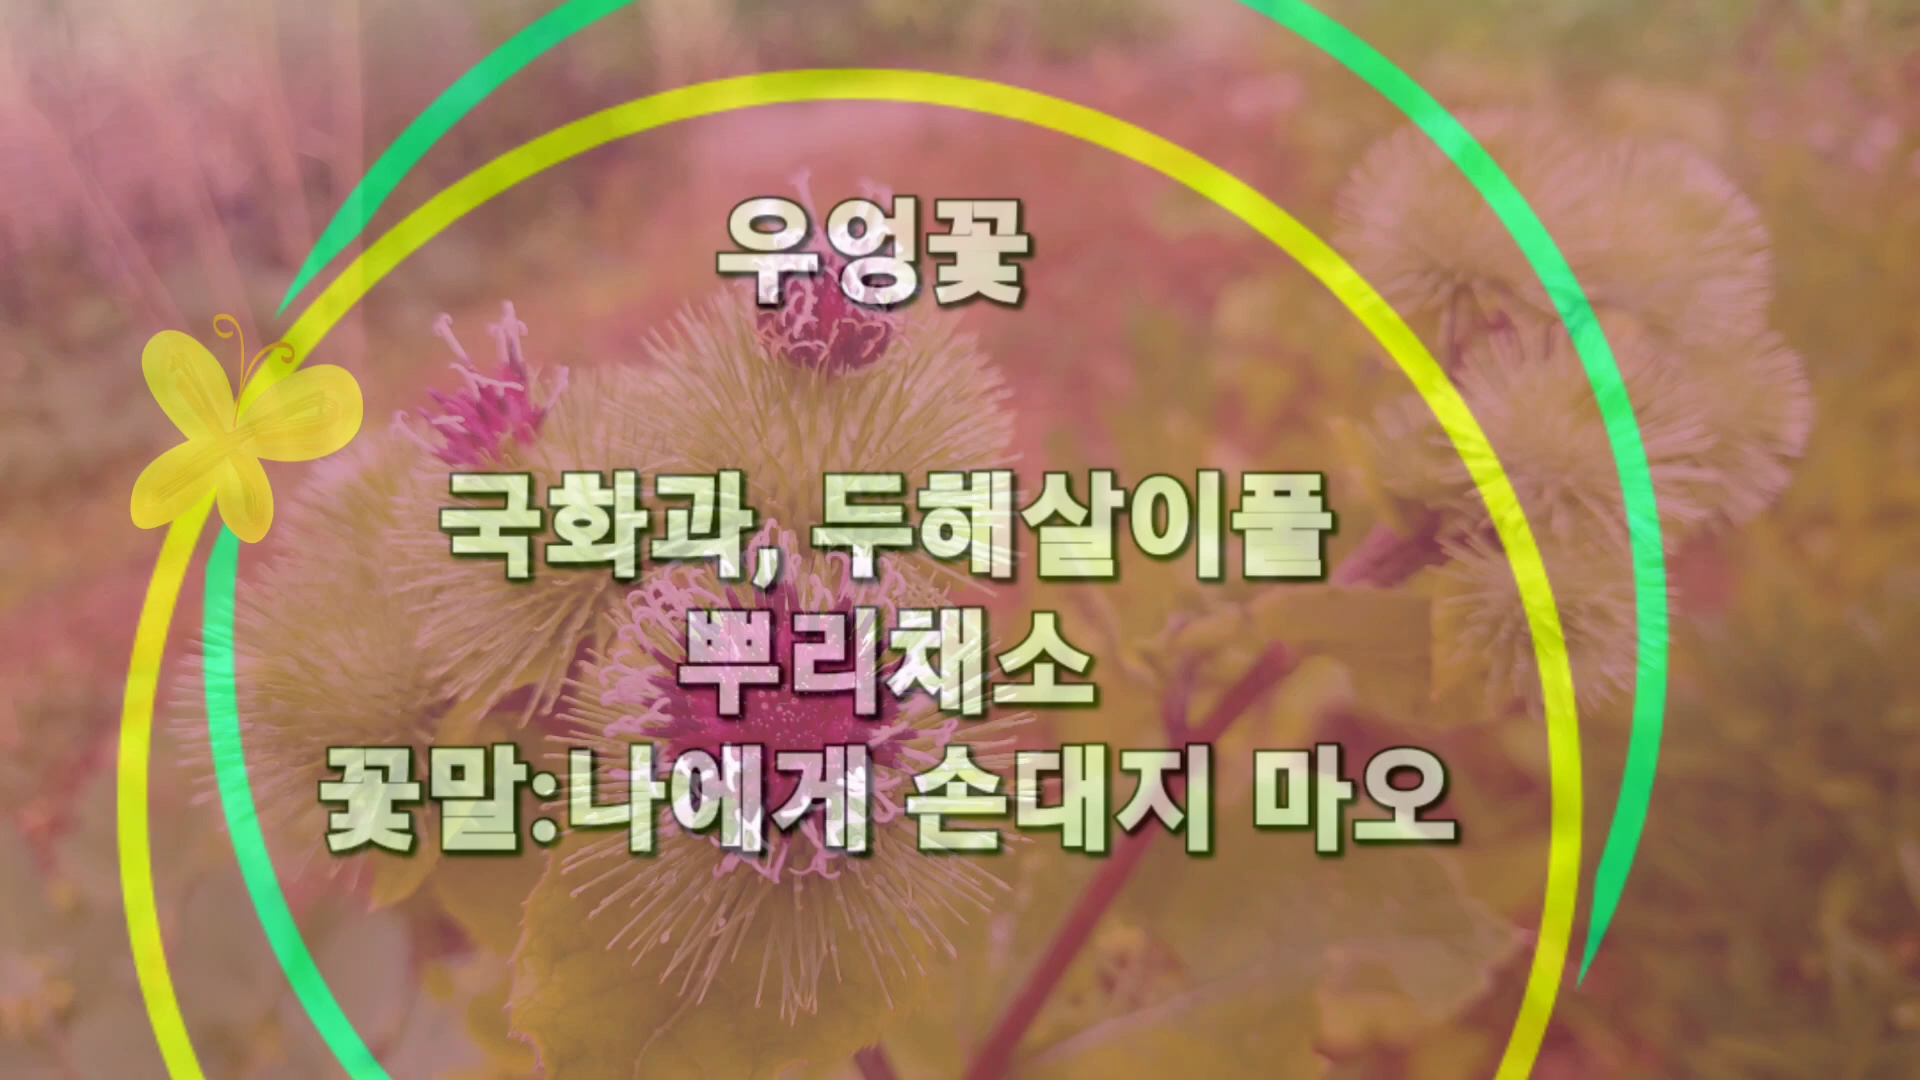 우엉꽃
국화과, 두해살이풀
뿌리채소
꽃말:나에게 손대지 마오